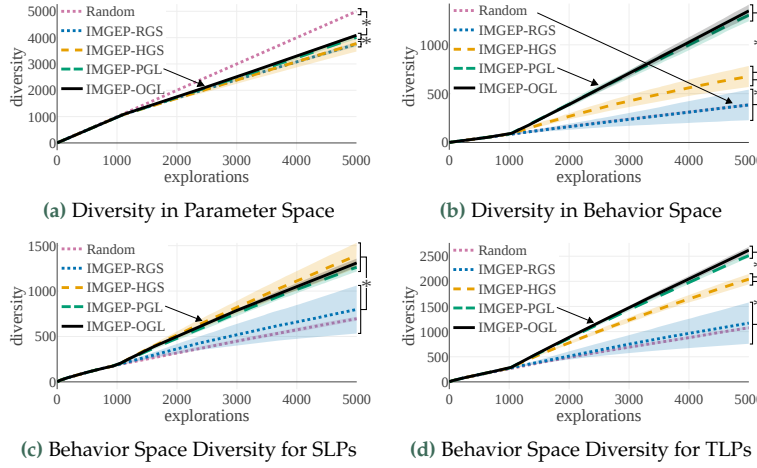 Random
IMGEP-RGS
IMGEP-HGS
IMGEP-PGL
IMGEP-OGL
diversity
5000
4000
3000
2000
1000
0
0 1000 2000 3000 4000 5000
explorations
*
*
(a) Diversity in Parameter Space
Random
IMGEP-RGS
IMGEP-HGS
IMGEP-PGL
IMGEP-OGL
diversity
1000
500
0
0 1000 2000 3000 4000 5000
explorations
(b) Diversity in Behavior Space
Random
IMGEP-RGS
IMGEP-HGS
IMGEP-PGL
IMGEP-OGL
diversity
1500
1000
500
0
0 1000 2000 3000 4000 5000
explorations
*
(c) Behavior Space Diversity for SLPs
Random
IMGEP-RGS
IMGEP-HGS
IMGEP-PGL
IMGEP-OGL
diversity
2500
2000
1500
1000
500
0
0 1000 2000 3000 4000 5000
explorations
(d) Behavior Space Diversity for TLPs